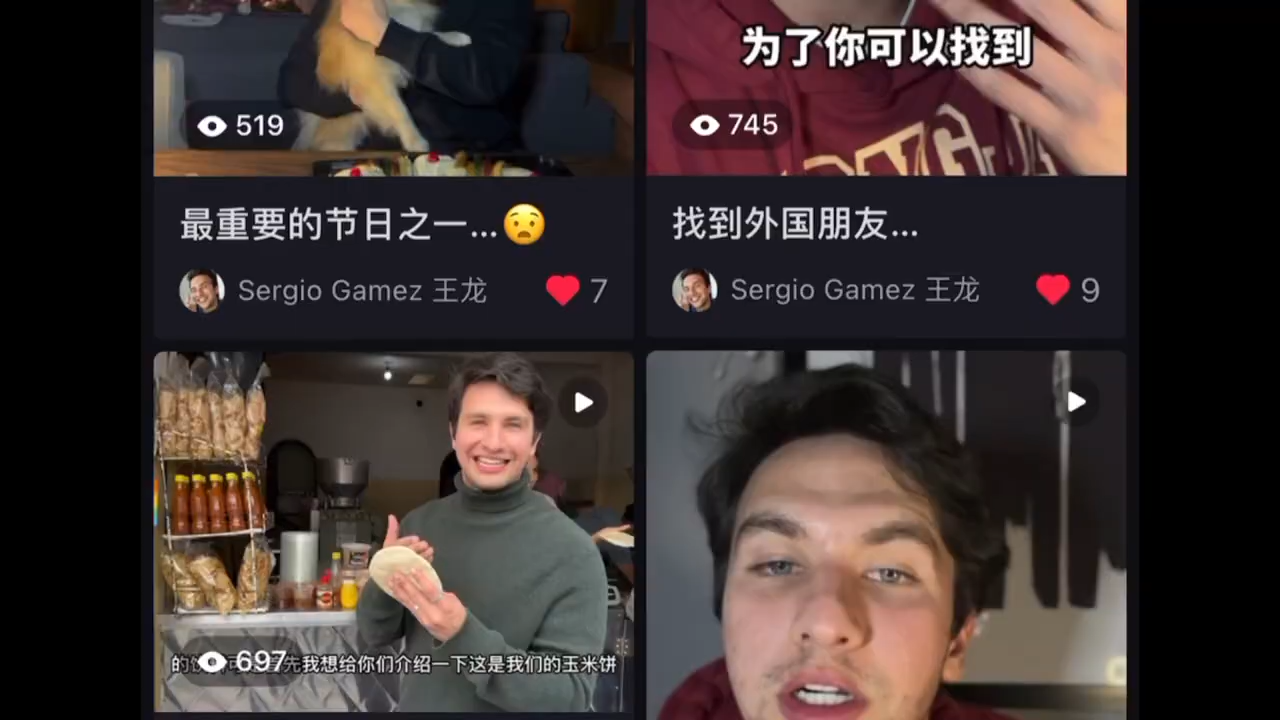 519
为了你可以找到
745
最重要的节日之一...😧
Sergio Gamez 王龙
7
找到外国朋友...
Sergio Gamez 王龙
9
697
先我想给你们介绍一下这是我们的玉米饼